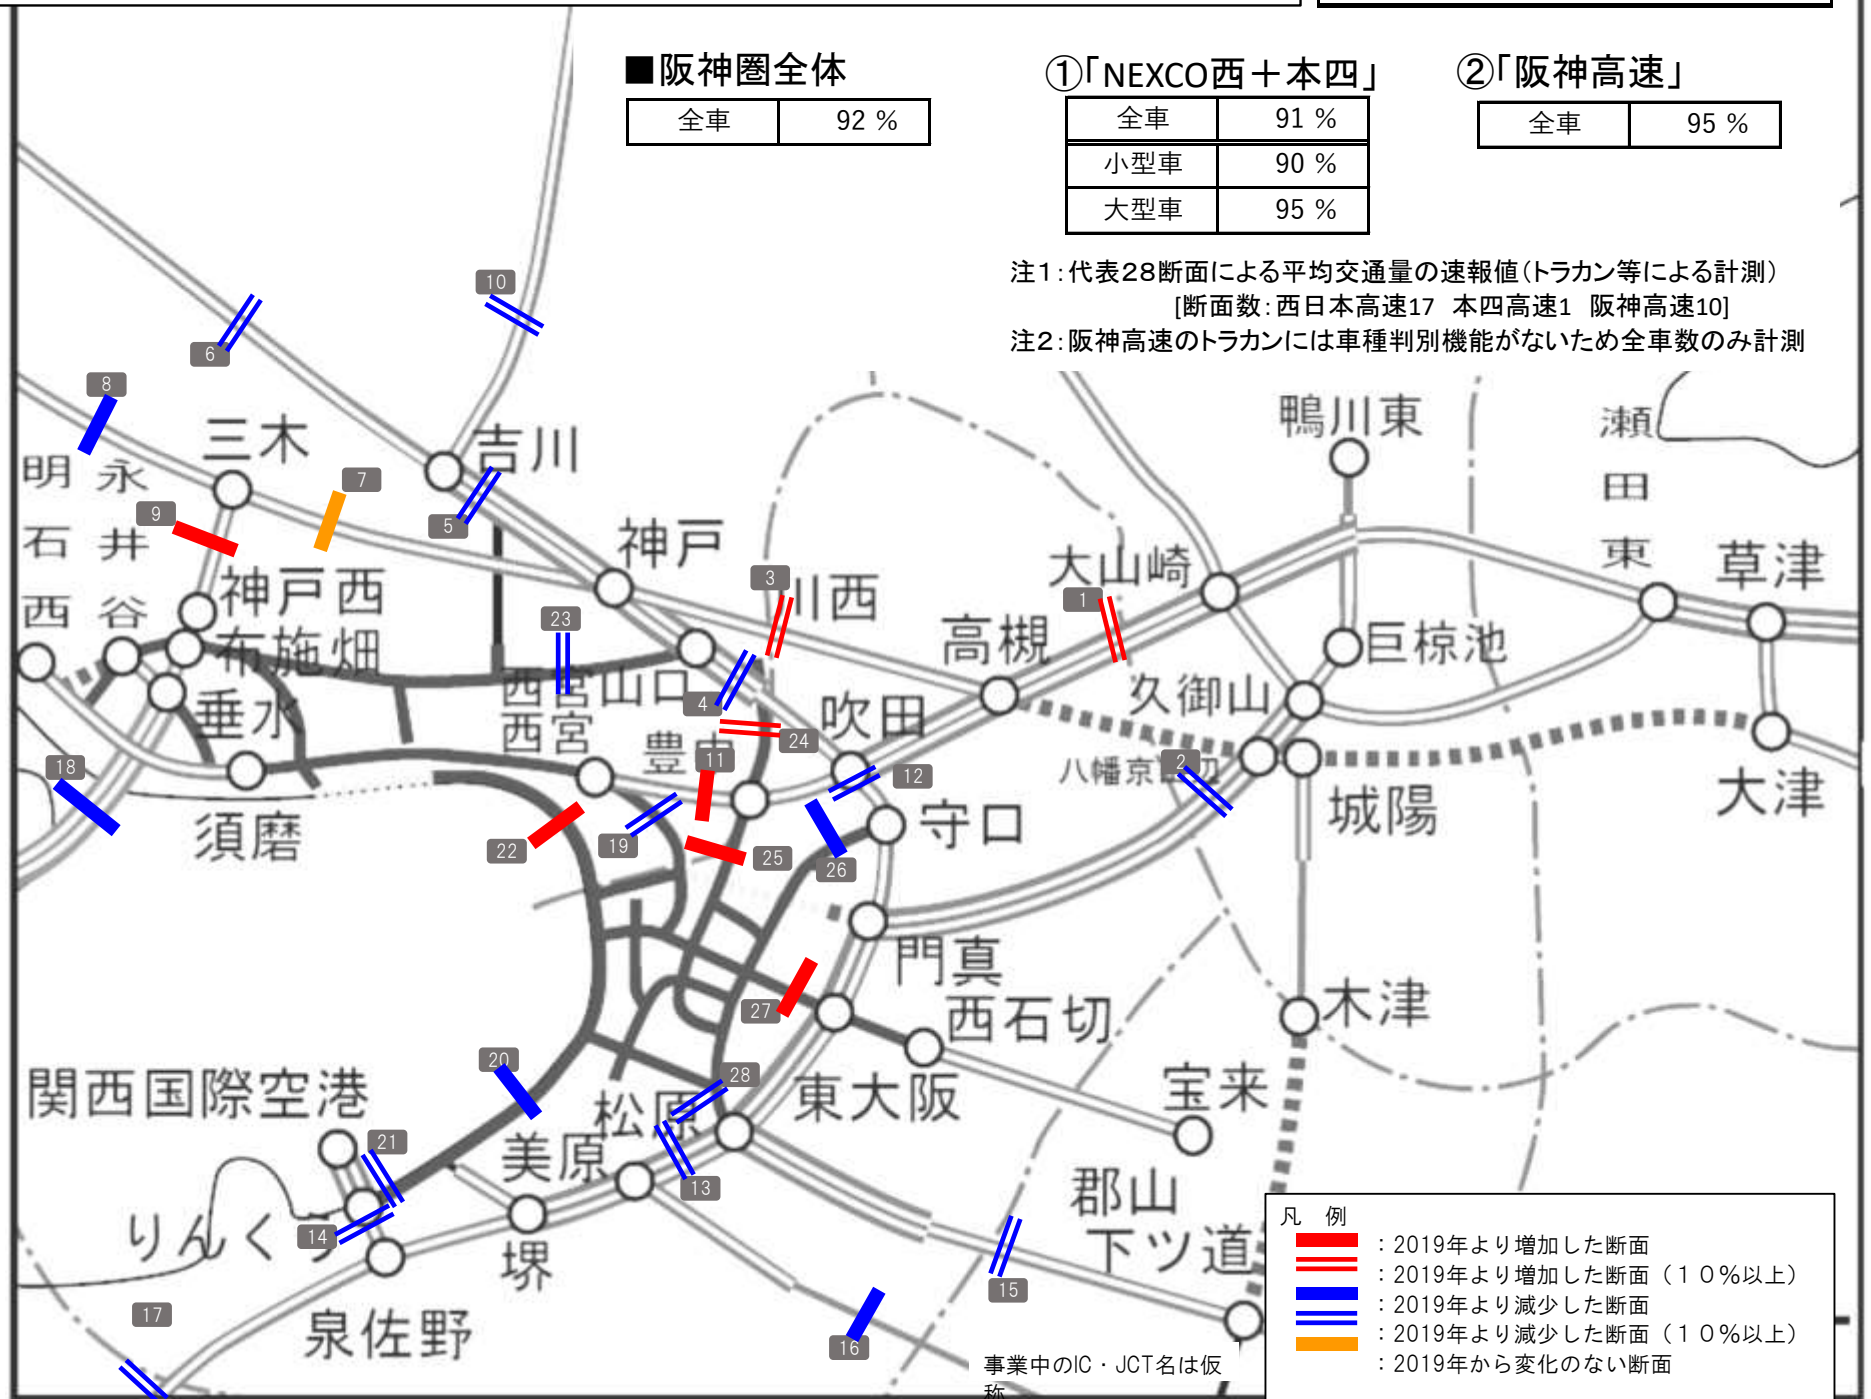 ■阪神圏全体
全車 92 %
①「NEXCO西＋本四」
全車 91 %
小型車 90 %
大型車 95 %
②「阪神高速」
全車 95 %
注1：代表28断面による平均交通量の速報値（トラカン等による計測）
[断面数：西日本高速17 本四高速1 阪神高速10]
注2：阪神高速のトラカンには車種判別機能がないため全車数のみ計測
10
6
8
三木
吉川
鴨川東
瀬田東
明石西
永井谷
7
9
5
神戸
3
川西
大山崎
1
草津
神戸西
布施畑
23
高槻
巨椋池
垂水
西宮山口
西宮
4
吹田
久御山
24
豊中
11
12
八幡京田辺
2
18
須磨
22
19
25
26
守口
城陽
大津
門真
27
西石切
木津
関西国際空港
20
28
松原
東大阪
宝来
21
美原
13
郡山
下ツ道
りんくう
14
堺
15
17
泉佐野
16
事業中のIC・JCT名は仮
称
凡 例
：2019年より増加した断面
：2019年より増加した断面（１０％以上）
：2019年より減少した断面
：2019年より減少した断面（１０％以上）
：2019年から変化のない断面